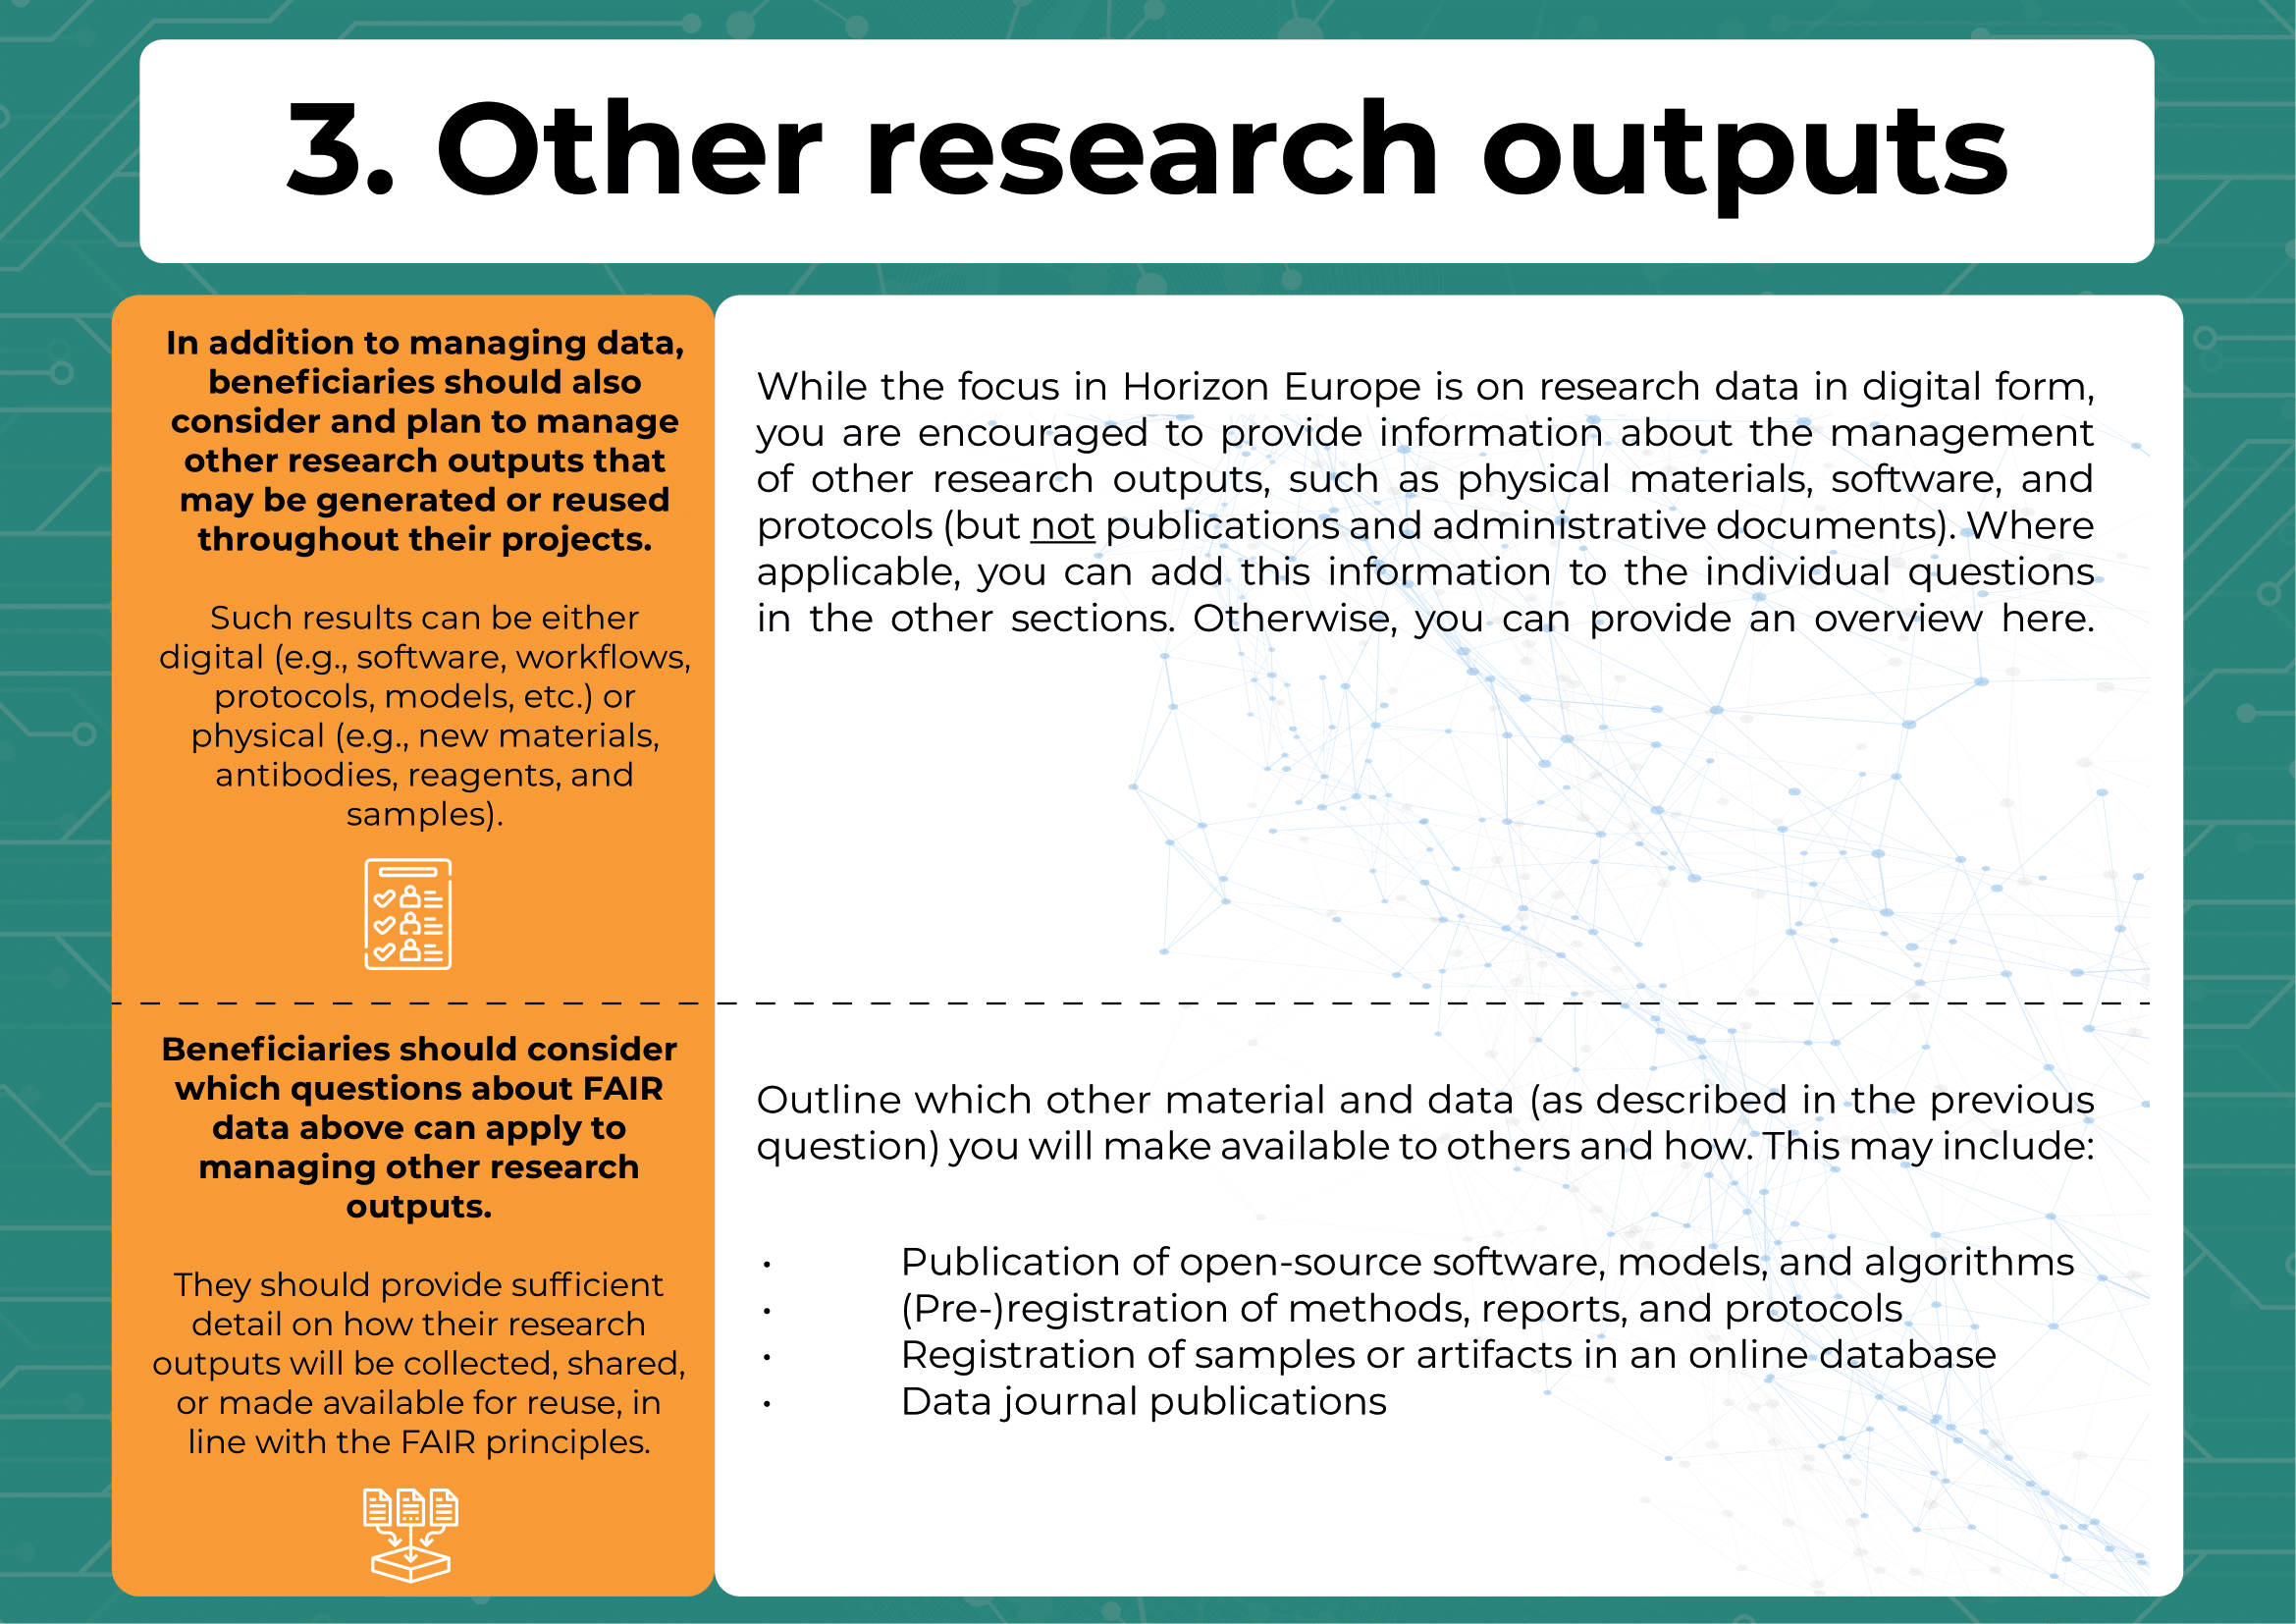 3. Other research outputs
In addition to managing data,
beneficiaries should also
consider and plan to manage
other research outputs that
may be generated or reused
throughout their projects.
Such results can be either
digital (e.g., software, workflows,
protocols, models, etc.) or
physical (e.g., new materials,
antibodies, reagents, and
samples).
While the focus in Horizon Europe is on research data in digital form,
you are encouraged to provide information about the management
of other research outputs, such as physical materials, software, and
protocols (but not publications and administrative documents). Where
applicable, you can add this information to the individual questions
in the other sections. Otherwise, you can provide an overview here.
Beneficiaries should consider
which questions about FAIR
data above can apply to
managing other research
outputs.
They should provide sufficient
detail on how their research
outputs will be collected, shared,
or made available for reuse, in
line with the FAIR principles.
Outline which other material and data (as described in the previous
question) you will make available to others and how. This may include:
· Publication of open-source software, models, and algorithms
· (Pre-)registration of methods, reports, and protocols
· Registration of samples or artifacts in an online database
· Data journal publications